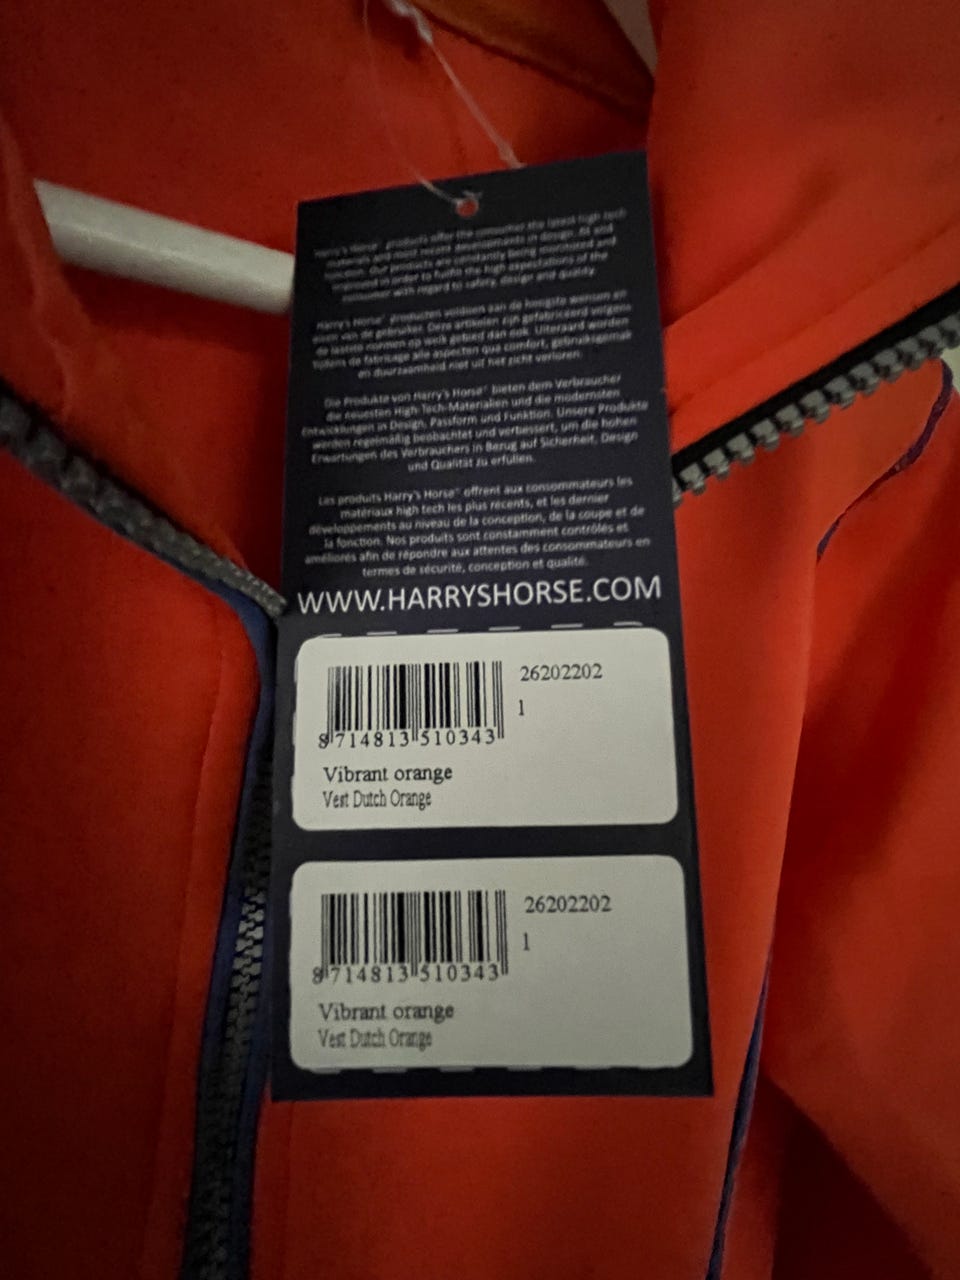 Harry's Horse® products offer the consumer the latest high tech
materials and most recent developments in design, fit and
function. Our products are constantly being monitored and
improved in order to fulfill the high expectations of the
consumer with regard to safety, design and quality.
Harry's Horse® producten voldoen aan de hoogste wensen en
eisen van de gebruiker. Deze artikelen zijn gefabriceerd volgens
de laatste normen op welk gebied dan ook. Uiteraard worden
tijdens de fabricage alle aspecten qua comfort, gebruiksgemak
en duurzaamheid niet uit het zicht verloren.
Die Produkte von Harry's Horse® bieten dem Verbraucher
die neuesten High-Tech-Materialien und die modernsten
Entwicklungen in Design, Passform und Funktion. Unsere Produkte
werden regelmäßig beobachtet und verbessert, um die hohen
Erwartungen des Verbrauchers in Bezug auf Sicherheit, Design
und Qualität zu erfüllen.
Les produits Harry's Horse® offrent aux consommateurs les
matériaux high tech les plus récents, et les dernier
développements au niveau de la conception, de la coupe et de
la fonction. Nos produits sont constamment contrôlés et
améliorés afin de répondre aux attentes des consommateurs en
termes de sécurité, conception et qualité.
WWW.HARRYSHORSE.COM
26202202
1
8 714813 510343
Vibrant orange
Vest Dutch Orange
26202202
1
8 714813 510343
Vibrant orange
Vest Dutch Orange